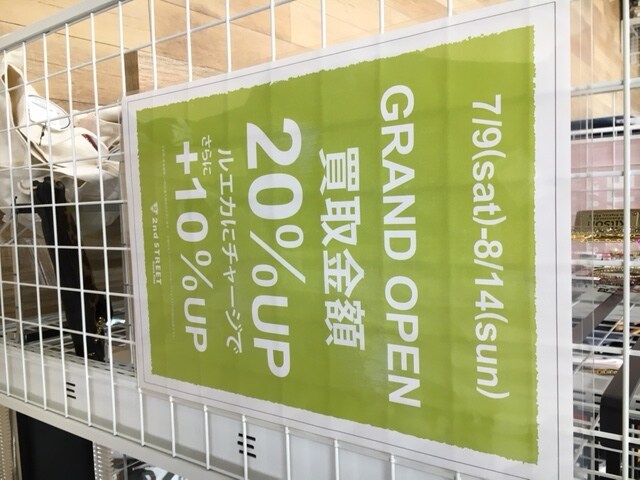 7/9(sat)-8/14(sun)
GRAND OPEN
買取金額
20%UP
ルエカにチャージで
さらに
+10%UP
2nd STREET